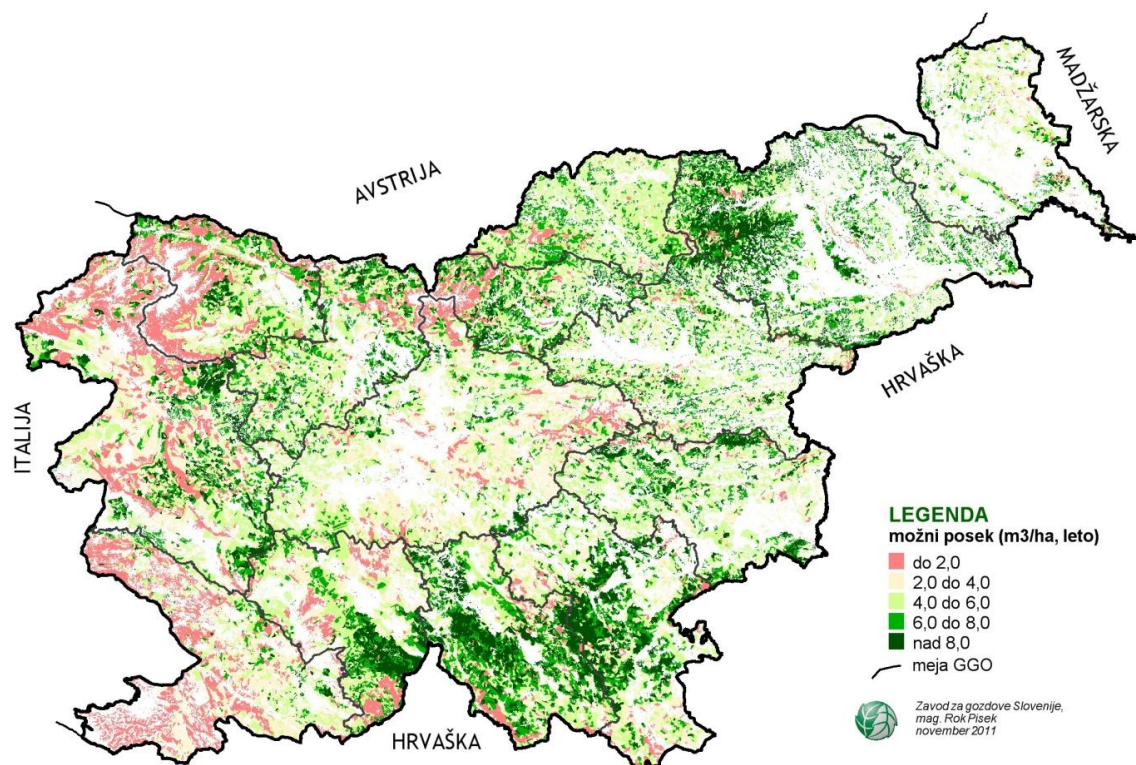 MADŽARSKA
AVSTRIJA
HRVAŠKA
ITALIJA
HRVAŠKA
LEGENDA
možni posek (m3/ha, leto)
do 2,0
2,0 do 4,0
4,0 do 6,0
6,0 do 8,0
nad 8,0
meja GGO
Zavod za gozdove Slovenije,
mag. Rok Pisek
november 2011